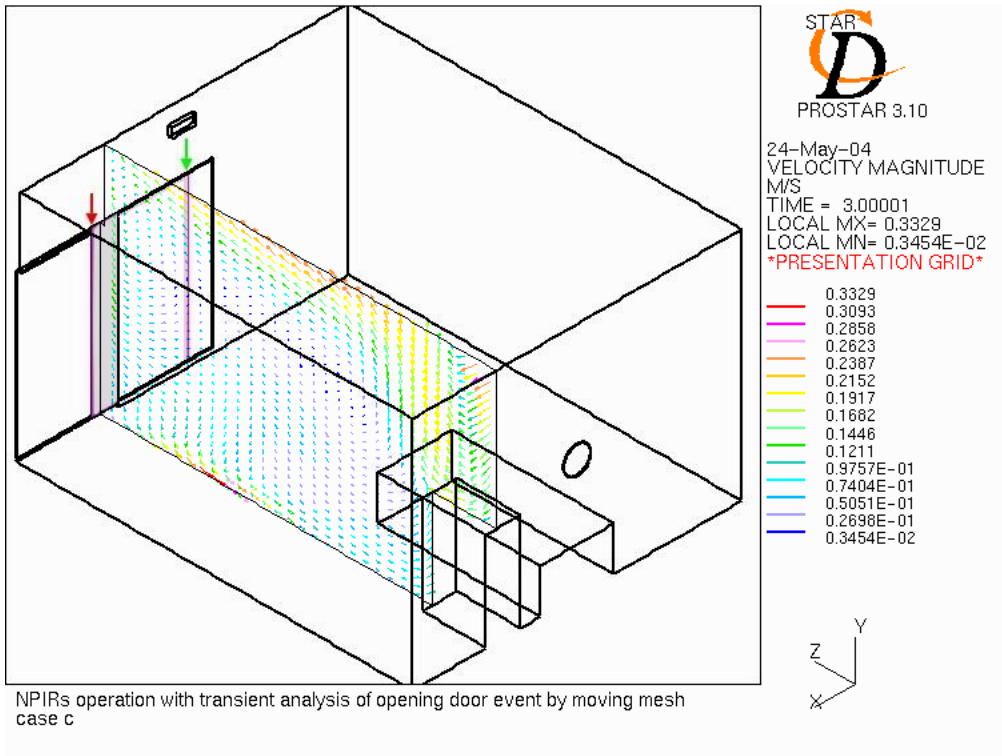 STAR
D
PROSTAR 3.10
24-May-04
VELOCITY MAGNITUDE
M/S
TIME = 3.00001
LOCAL MX= 0.3329
LOCAL MN= 0.3454E-02
*PRESENTATION GRID*
0.3329
0.3093
0.2858
0.2623
0.2387
0.2152
0.1917
0.1682
0.1446
0.1211
0.9757E-01
0.7404E-01
0.5051E-01
0.2698E-01
0.3454E-02
Y
Z
X
NPIRs operation with transient analysis of opening door event by moving mesh
case c